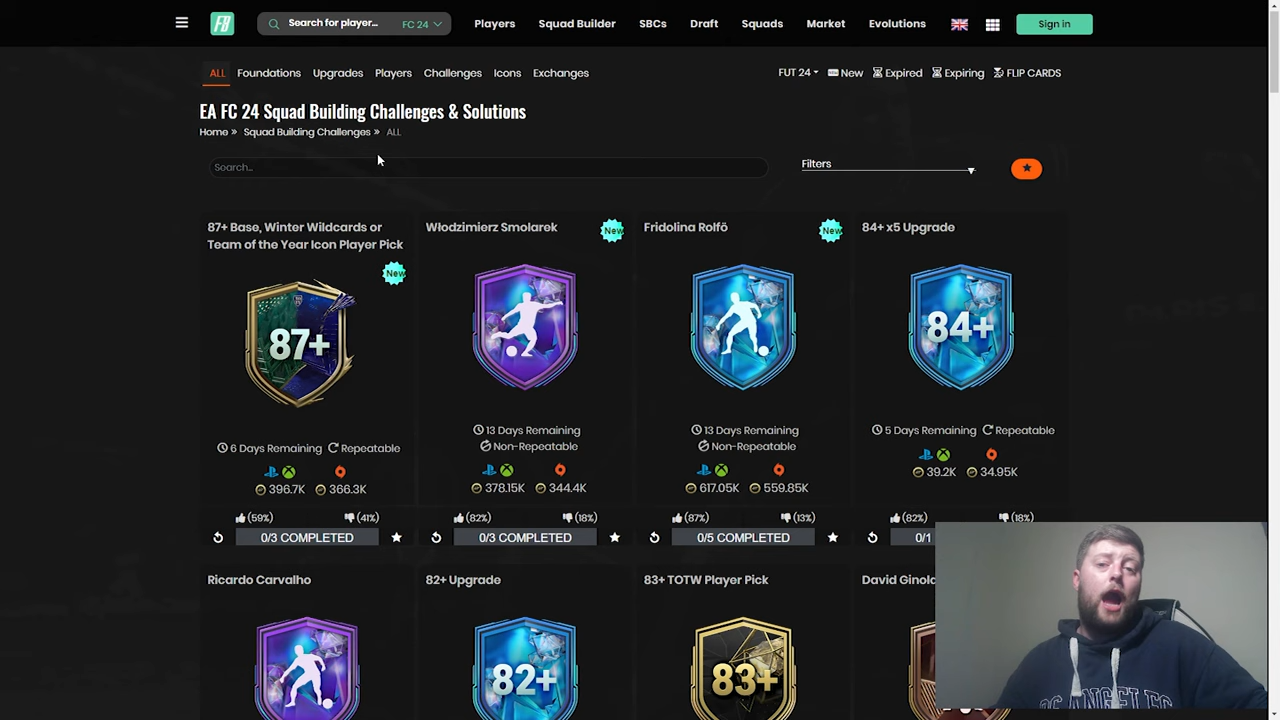 Search for player...
FC 24
Players
Squad Builder
SBCs
Draft
Squads
Market
Evolutions
Sign in
ALL
Foundations
Upgrades
Players
Challenges
Icons
Exchanges
FUT 24
New
Expired
Expiring
FLIP CARDS
EA FC 24 Squad Building Challenges & Solutions
Home » Squad Building Challenges » ALL
Search...
Filters
87+ Base, Winter Wildcards or
Team of the Year Icon Player Pick
New
87+
6 Days Remaining
Repeatable
396.7K
366.3K
(59%)
(41%)
0/3 COMPLETED
Włodzimierz Smolarek
New
13 Days Remaining
Non-Repeatable
378.15K
344.4K
(82%)
(18%)
0/3 COMPLETED
Fridolina Rolfö
New
13 Days Remaining
Non-Repeatable
617.05K
559.85K
(87%)
(13%)
0/5 COMPLETED
84+ x5 Upgrade
84+
5 Days Remaining
Repeatable
39.2K
34.95K
(82%)
(18%)
0/1
Ricardo Carvalho
82+ Upgrade
82+
83+ TOTW Player Pick
83+
David Ginola